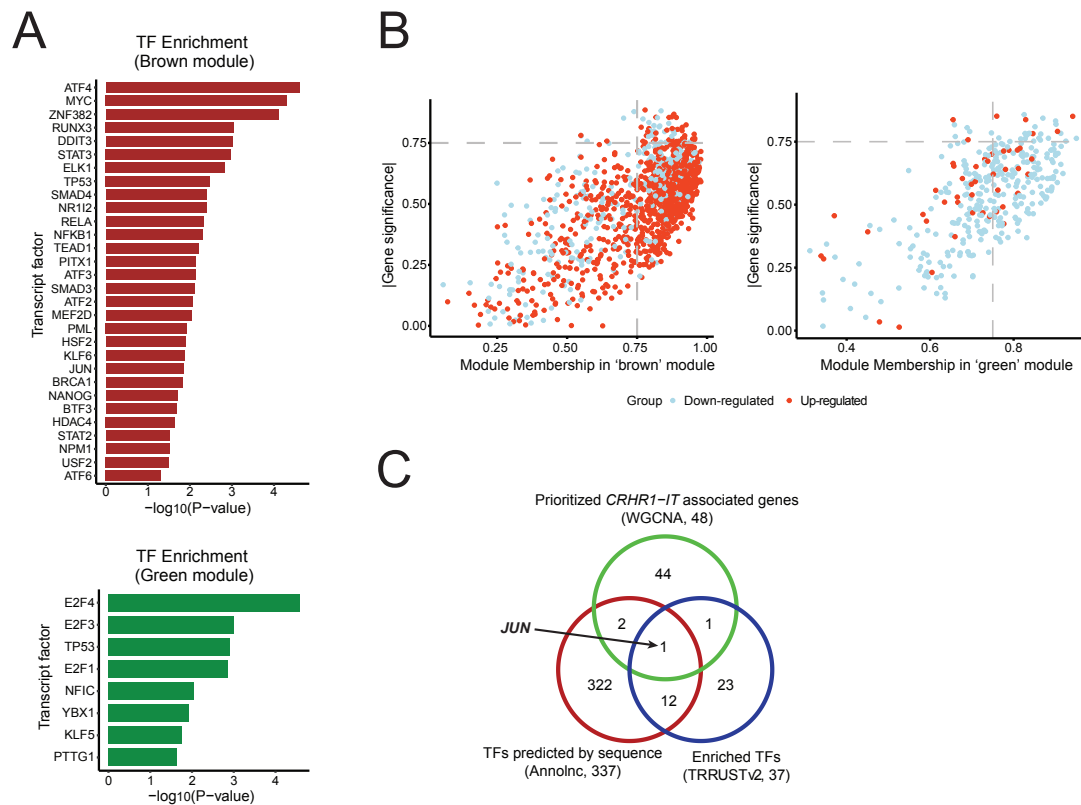 A
TF Enrichment
(Brown module)
Transcript factor
ATF4
MYC
ZNF382
RUNX3
DDIT3
STAT3
ELK1
TP53
SMAD4
NR1I2
RELA
NFKB1
TEAD1
PITX1
ATF3
SMAD3
ATF2
MEF2D
PML
HSF2
KLF6
JUN
BRCA1
NANOG
BTF3
HDAC4
STAT2
NPM1
USF2
ATF6
0 1 2 3 4
−log10(P−value)
TF Enrichment
(Green module)
Transcript factor
E2F4
E2F3
TP53
E2F1
NFIC
YBX1
KLF5
PTTG1
0 1 2 3 4
−log10(P−value)
B
|Gene significance|
0.75
0.50
0.25
0.00
0.25 0.50 0.75 1.00
Module Membership in 'brown' module
|Gene significance|
0.75
0.50
0.25
0.00
0.4 0.6 0.8
Module Membership in 'green' module
Group Down−regulated Up−regulated
C
Prioritized CRHR1−IT associated genes
(WGCNA, 48)
44
2
1
JUN
1
322
12
23
TFs predicted by sequence
(AnnoInc, 337)
Enriched TFs
(TRRUSTv2, 37)